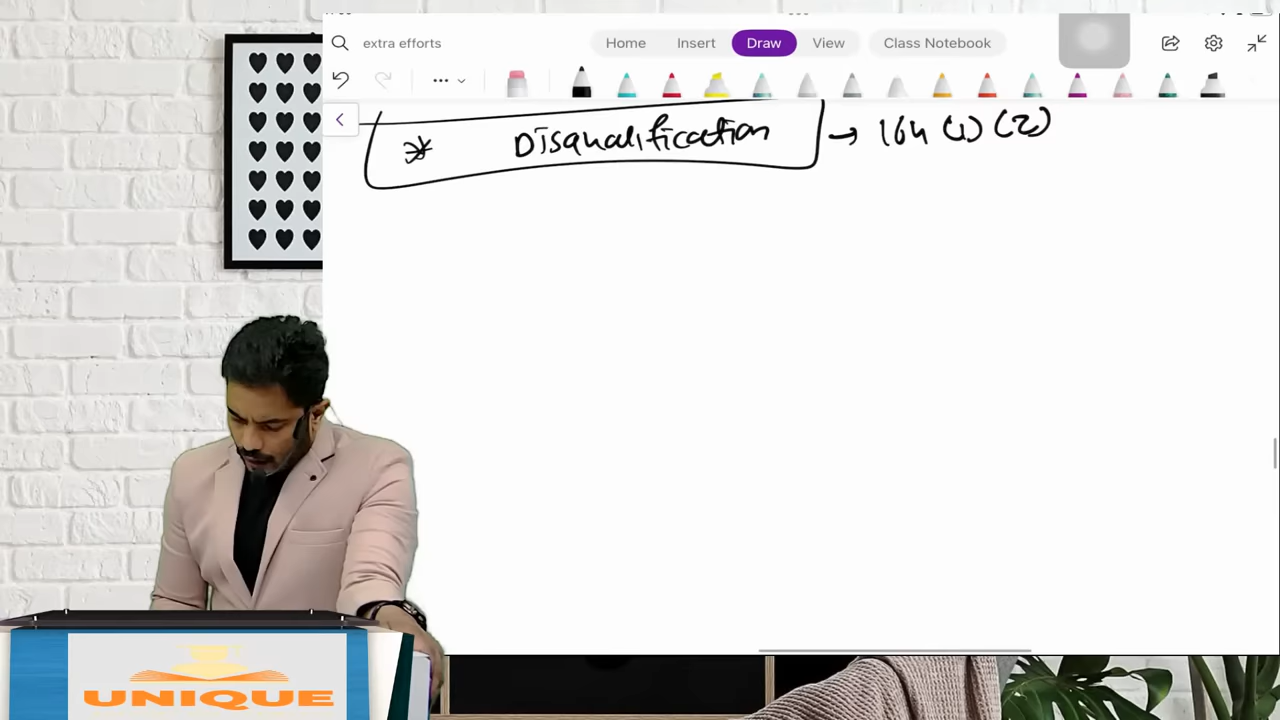 extra efforts
Home Insert Draw View Class Notebook
* Disqualification → 164 (1) (2)
UNIQUE